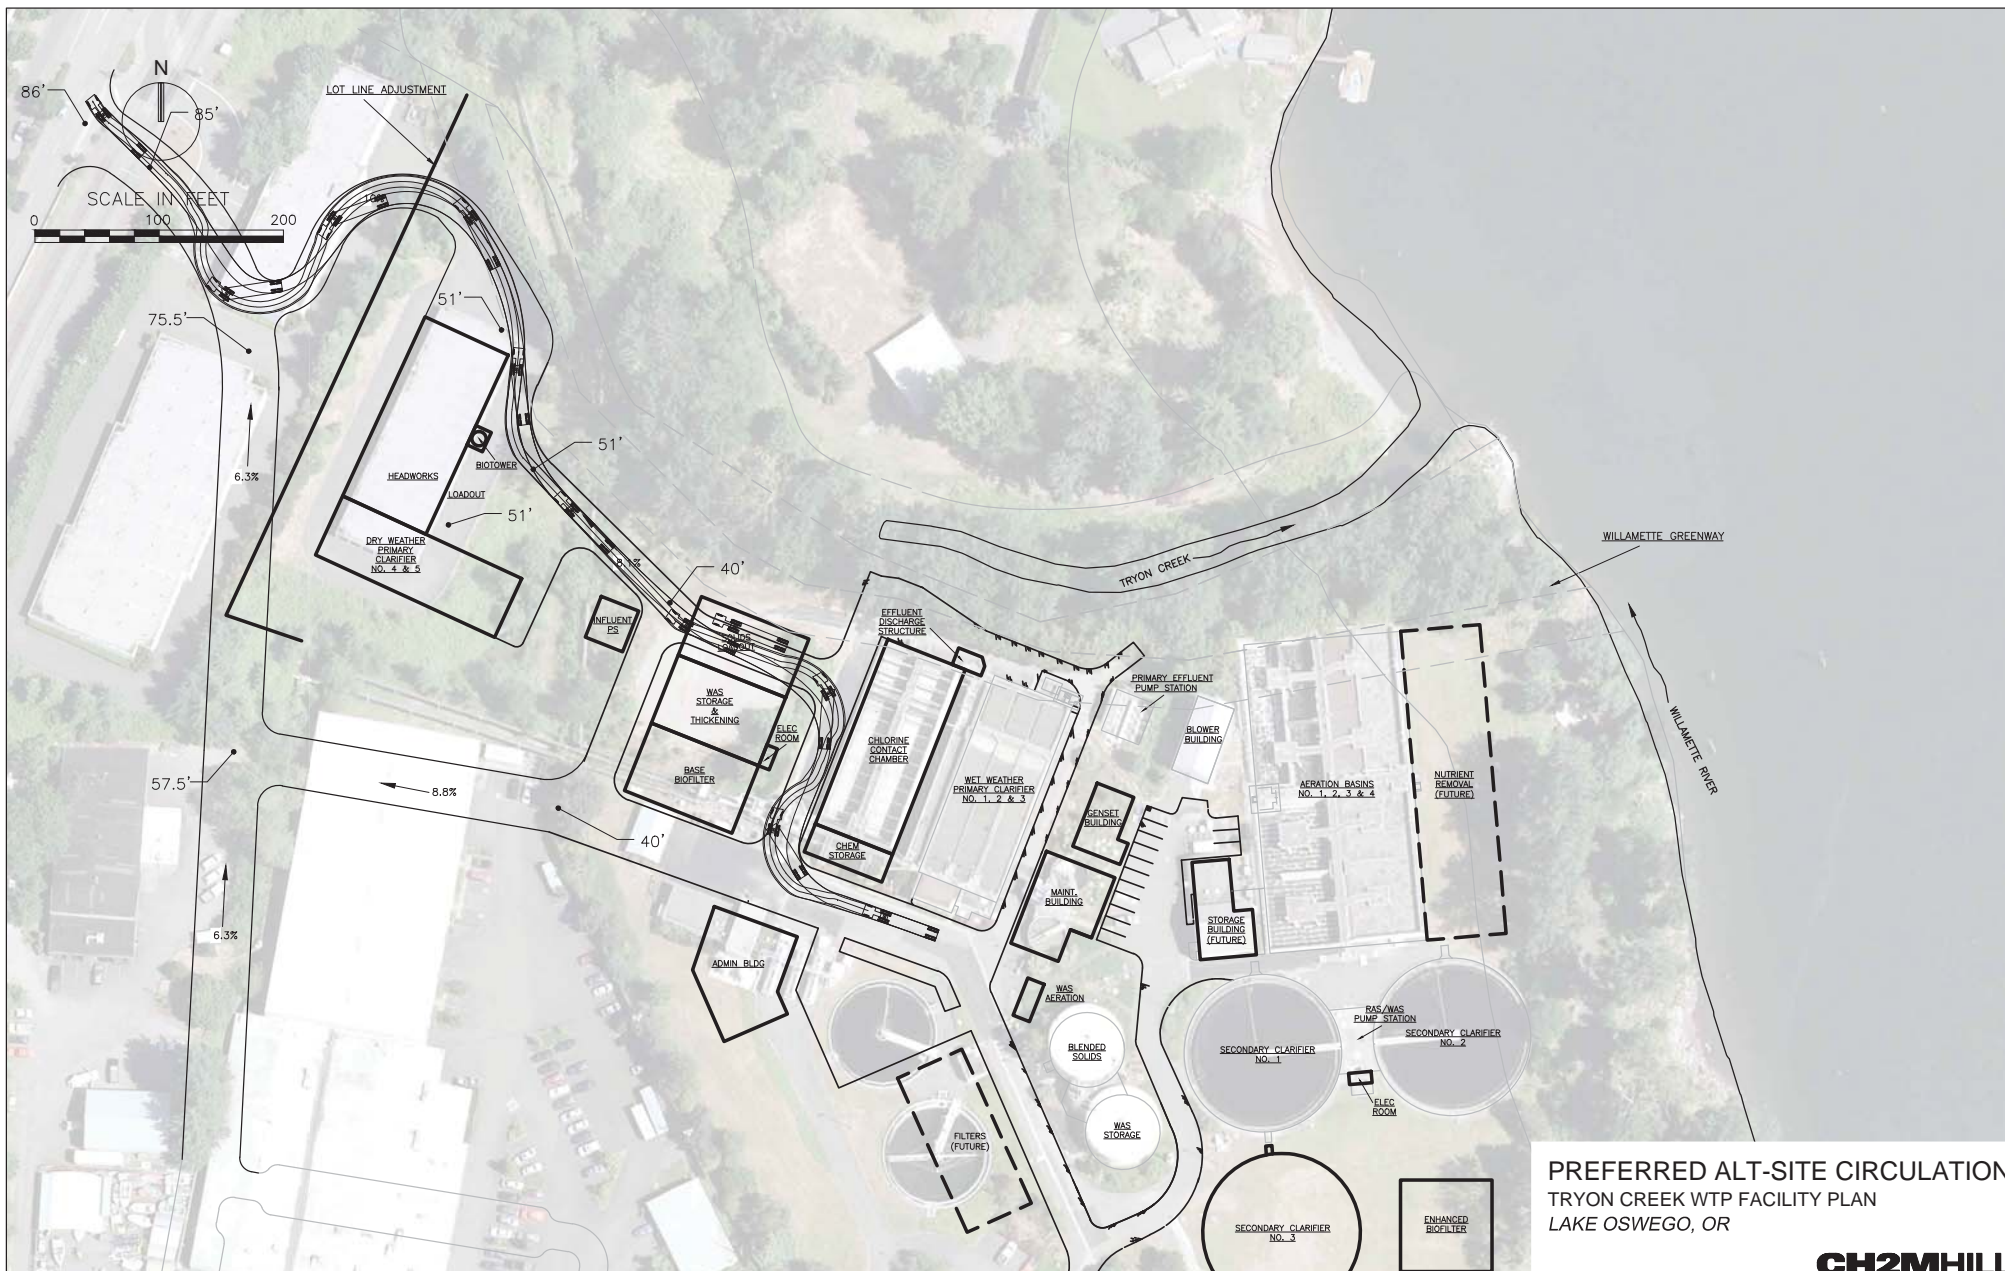 N
86'
85'
LOT LINE ADJUSTMENT
SCALE IN FEET
0 100 200
10%
75.5'
51'
51'
6.3%
HEADWORKS
BIOTOWER
LOADOUT
51'
DRY WEATHER
PRIMARY
CLARIFIER
NO. 4 & 5
8.1%
40'
INFLUENT
PS
SOLIDS
LOADOUT
EFFLUENT
DISCHARGE
STRUCTURE
TRYON CREEK
WILLAMETTE GREENWAY
WILLAMETTE RIVER
PRIMARY EFFLUENT
PUMP STATION
WAS
STORAGE
&
THICKENING
ELEC
ROOM
BASE
BIOFILTER
CHLORINE
CONTACT
CHAMBER
WET WEATHER
PRIMARY CLARIFIER
NO. 1, 2 & 3
BLOWER
BUILDING
AERATION BASINS
NO. 1, 2, 3 & 4
NUTRIENT
REMOVAL
(FUTURE)
57.5'
8.8%
40'
GENSET
BUILDING
CHEM
STORAGE
MAINT.
BUILDING
STORAGE
BUILDING
(FUTURE)
6.3%
ADMIN BLDG
WAS
AERATION
RAS/WAS
PUMP STATION
SECONDARY CLARIFIER
NO. 1
SECONDARY CLARIFIER
NO. 2
BLENDED
SOLIDS
ELEC
ROOM
WAS
STORAGE
FILTERS
(FUTURE)
SECONDARY CLARIFIER
NO. 3
ENHANCED
BIOFILTER
PREFERRED ALT-SITE CIRCULATION
TRYON CREEK WTP FACILITY PLAN
LAKE OSWEGO, OR
CH2MHILL